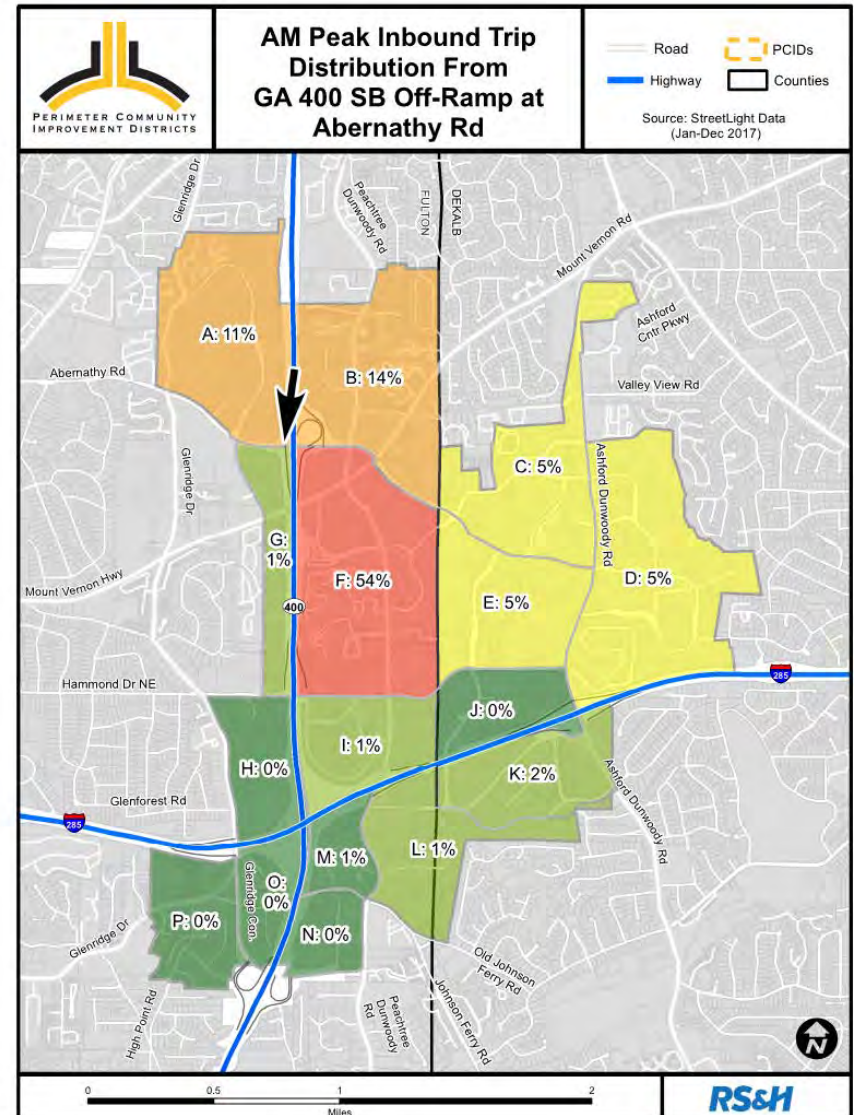 PERIMETER COMMUNITY
IMPROVEMENT DISTRICTS
AM Peak Inbound Trip
Distribution From
GA 400 SB Off-Ramp at
Abernathy Rd
Road
PCIDs
Highway
Counties
Source: StreetLight Data
(Jan-Dec 2017)
Glenridge Dr
Peachtree
Dunwoody Rd
FULTON
DEKALB
Mount Vernon Rd
Ashford
Cntr Pkwy
A: 11%
Abernathy Rd
B: 14%
Valley View Rd
Glenridge Dr
C: 5%
Ashford Dunwoody Rd
G:
1%
F: 54%
E: 5%
D: 5%
Mount Vernon Hwy
400
285
Hammond Dr NE
J: 0%
I: 1%
H: 0%
K: 2%
Glenforest Rd
285
Ashford Dunwoody Rd
M: 1%
L: 1%
Glenridge Con.
O:
0%
P: 0%
N: 0%
Glenridge Dr
High Point Rd
Peachtree
Dunwoody
Rd
Johnson Ferry Rd
Old Johnson
Ferry Rd
N
0
0.5
1
2
Miles
RS&H